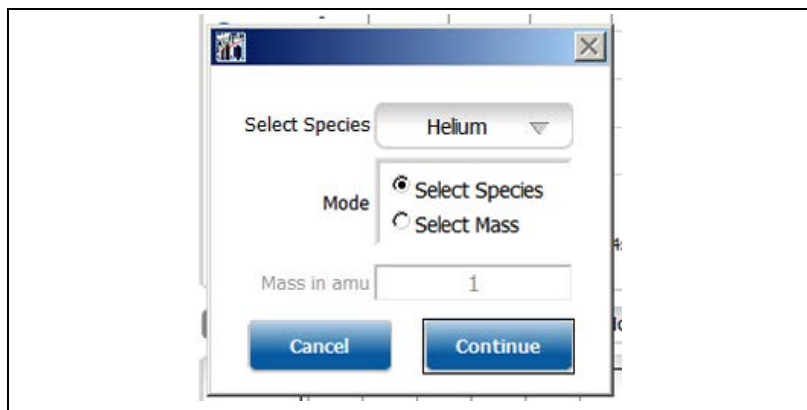 Select Species Helium
Mode
Select Species
Select Mass
Mass in amu 1
Cancel Continue